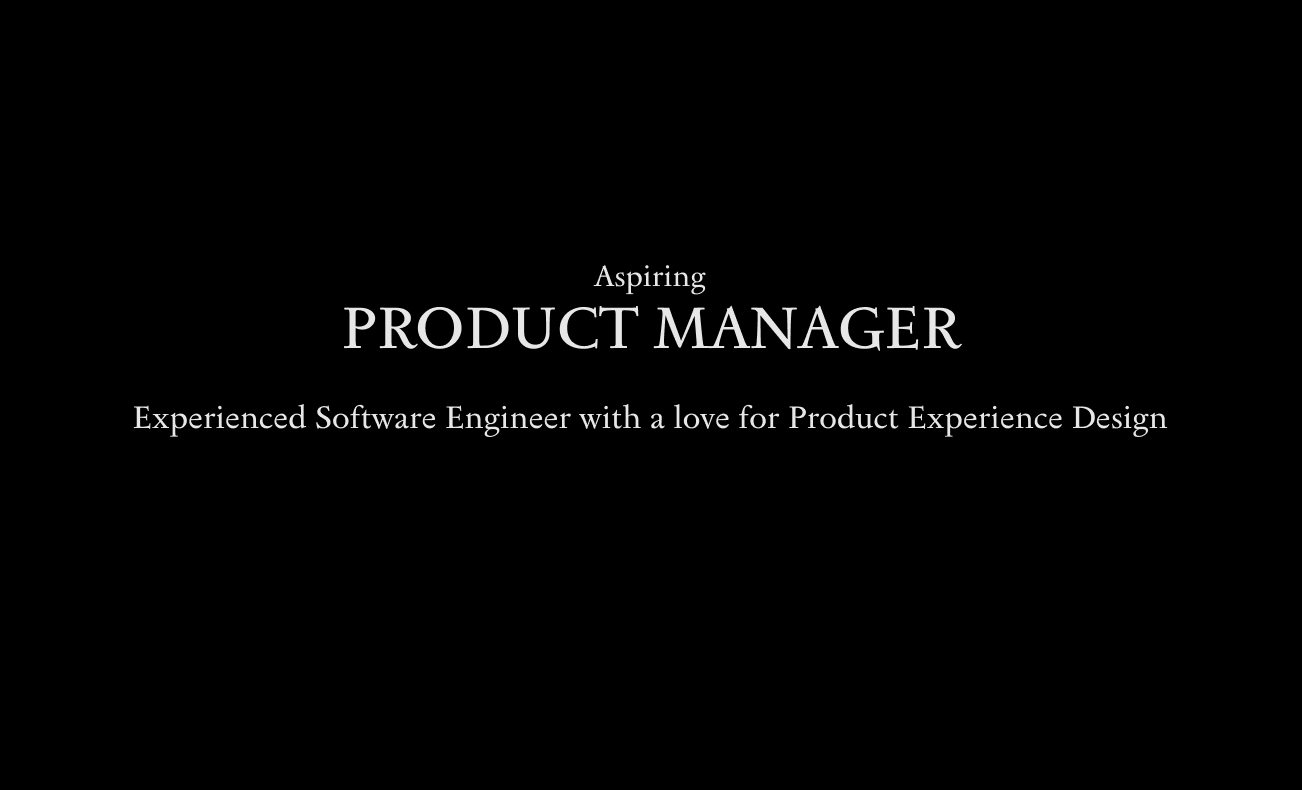 Aspiring
PRODUCT MANAGER
Experienced Software Engineer with a love for Product Experience Design